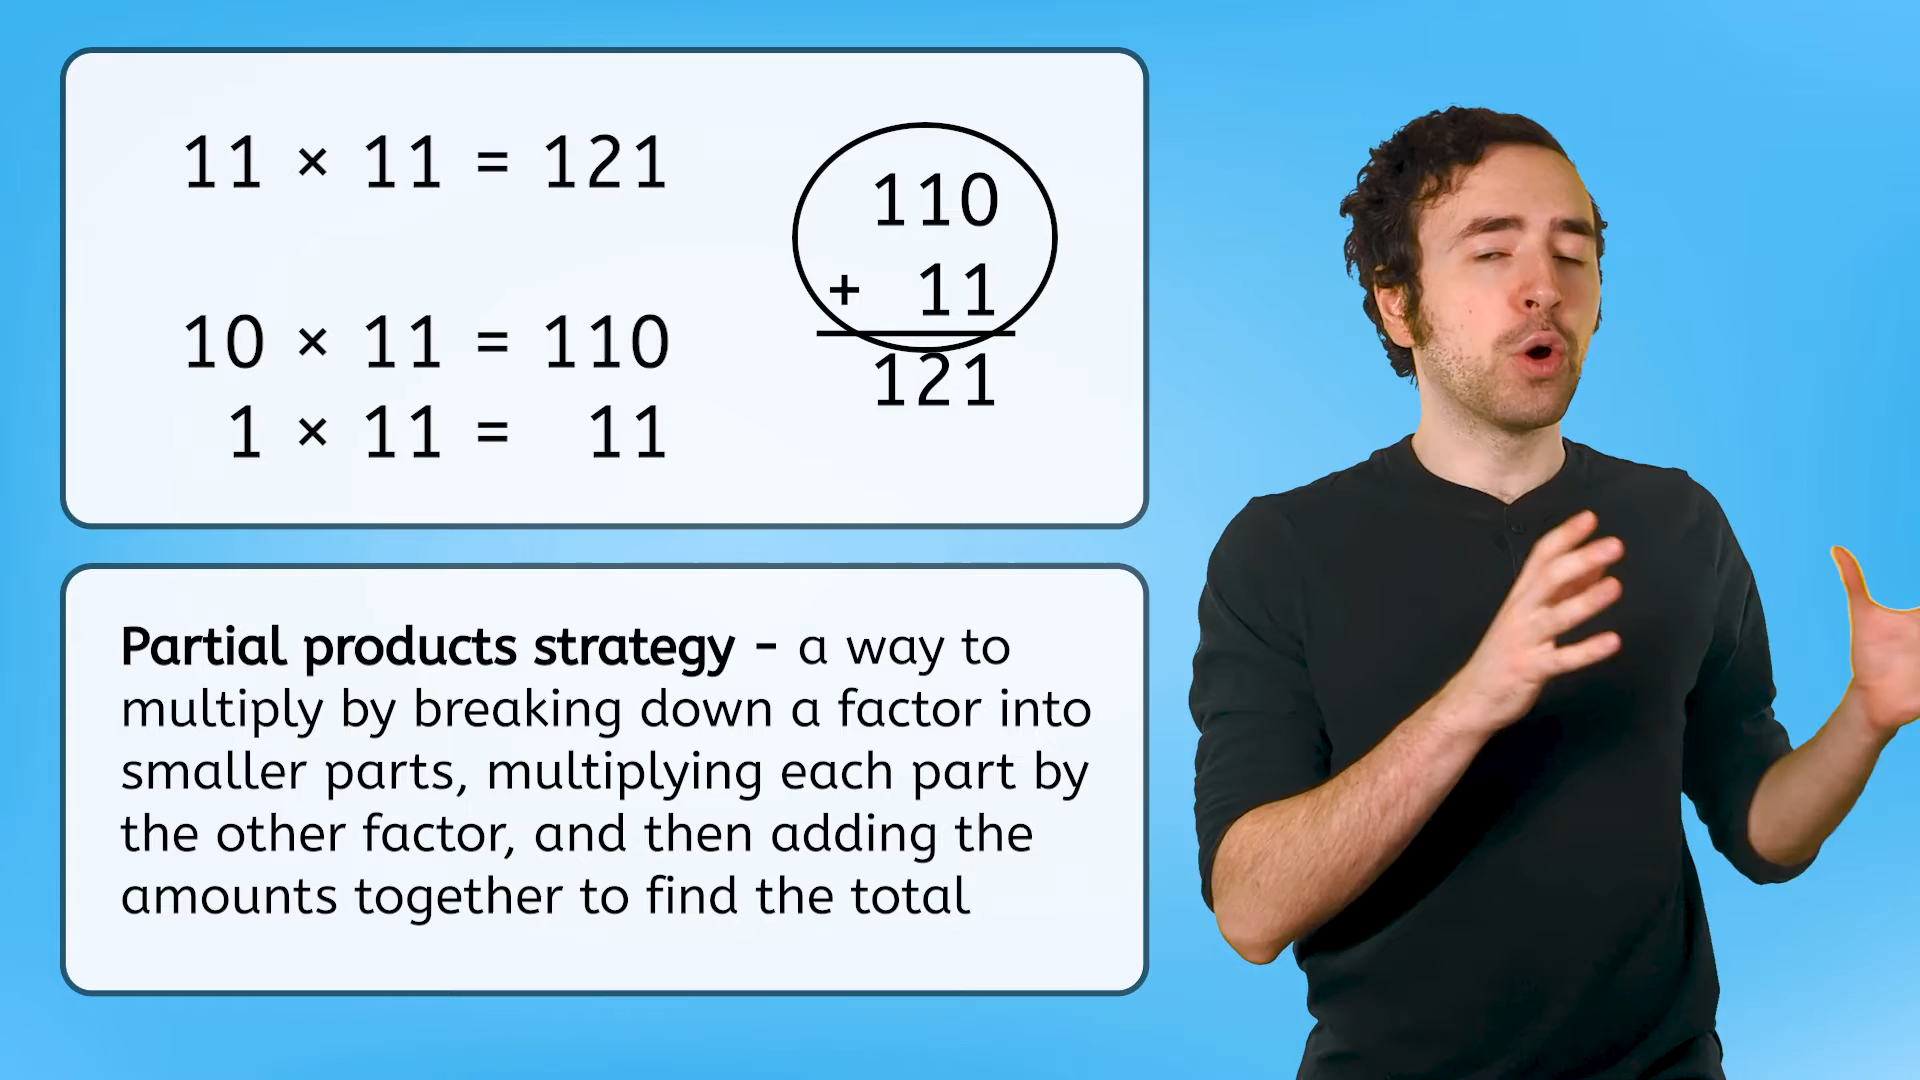 11 × 11 = 121
10 × 11 = 110
1 × 11 = 11
110
+ 11
121
Partial products strategy - a way to
multiply by breaking down a factor into
smaller parts, multiplying each part by
the other factor, and then adding the
amounts together to find the total